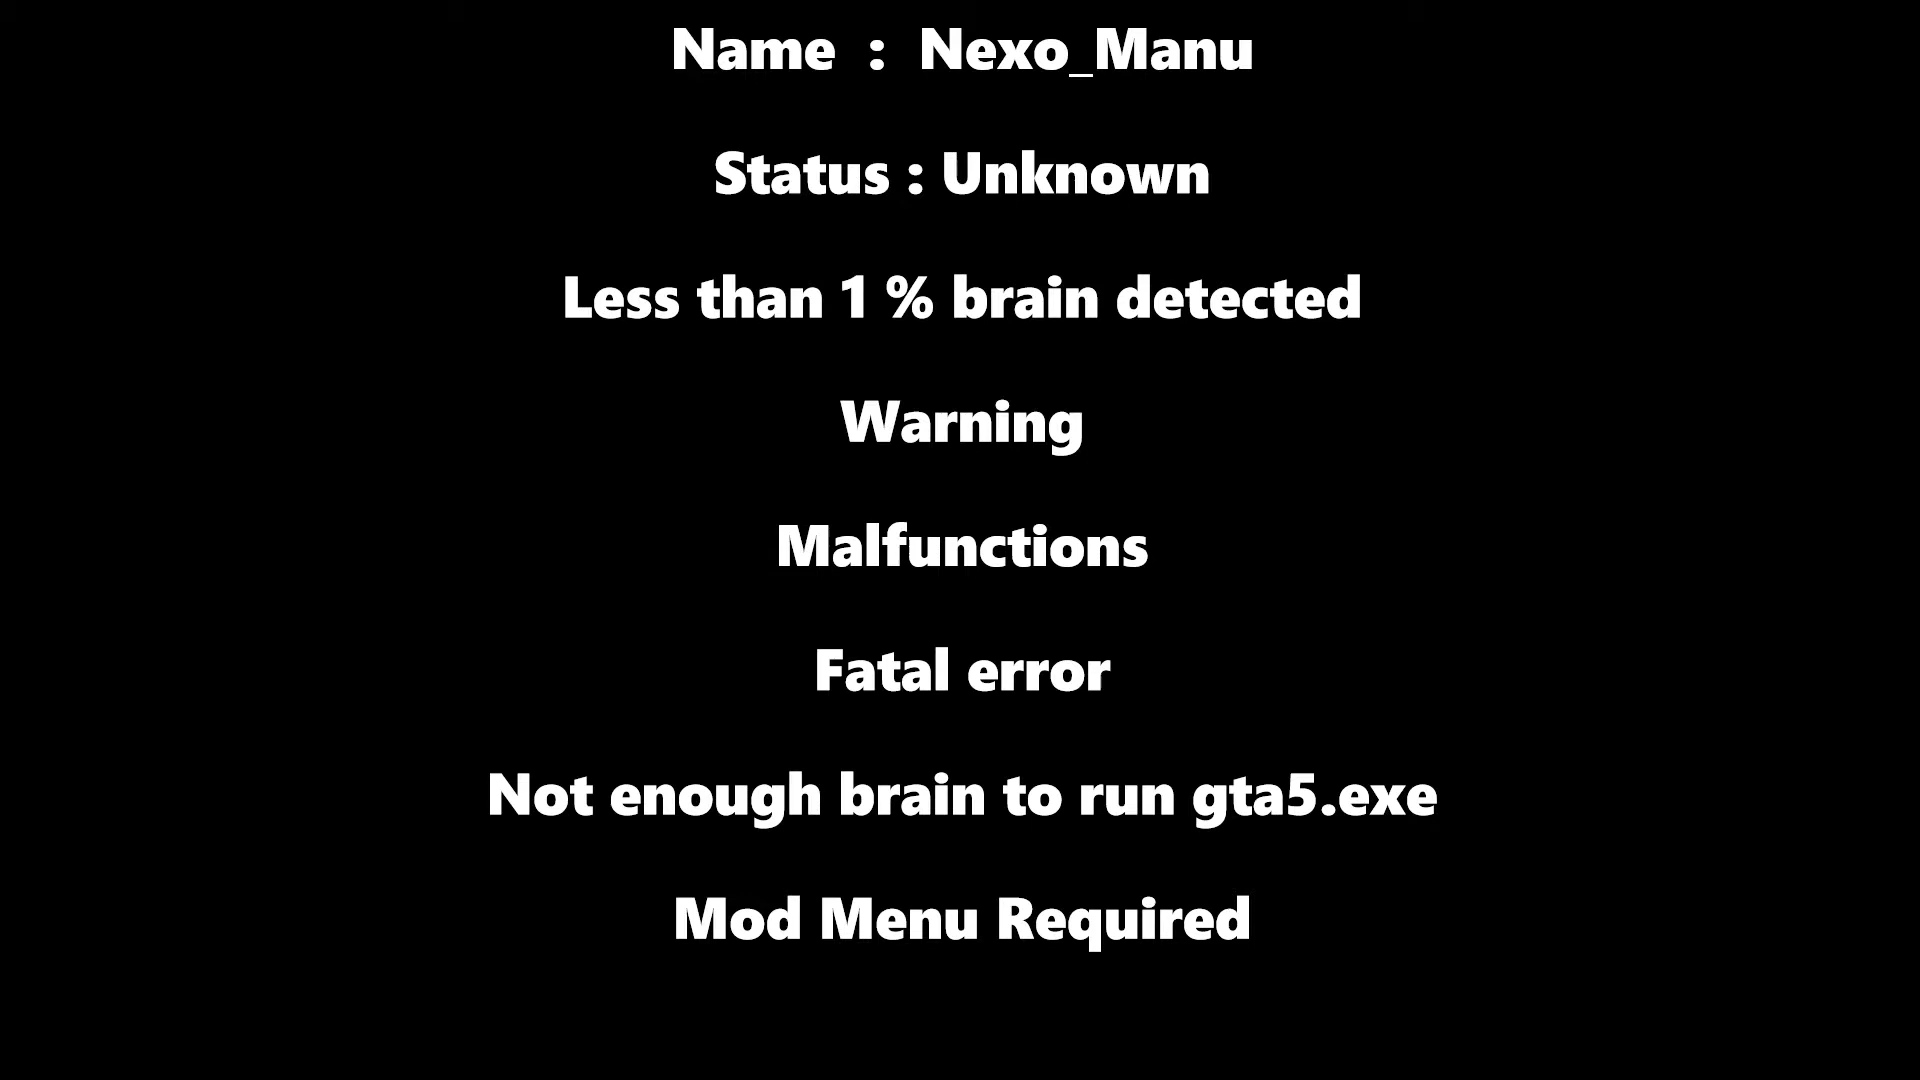 Name : Nexo_Manu
Status : Unknown
Less than 1 % brain detected
Warning
Malfunctions
Fatal error
Not enough brain to run gta5.exe
Mod Menu Required